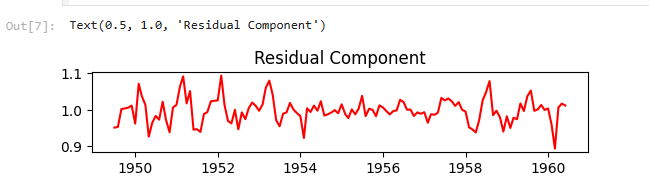 Out[7]: Text(0.5, 1.0, 'Residual Component')
Residual Component
1.1
1.0
0.9
1950 1952 1954 1956 1958 1960